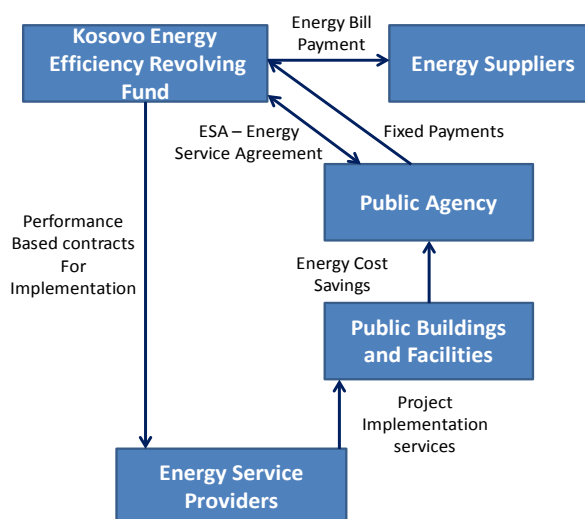 Kosovo Energy
Efficiency Revolving
Fund
Energy Bill
Payment
Energy Suppliers
ESA – Energy
Service Agreement
Fixed Payments
Public Agency
Performance
Based contracts
For
Implementation
Energy Cost
Savings
Public Buildings
and Facilities
Project
Implementation
services
Energy Service
Providers